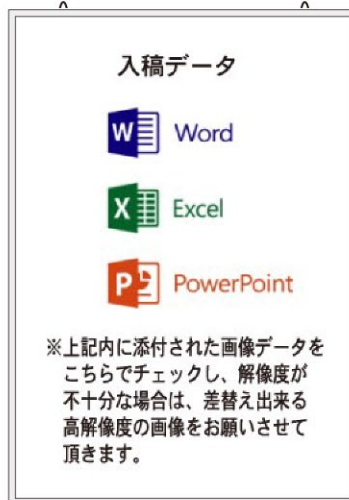 入稿データ
W Word
X Excel
P PowerPoint
※上記内に添付された画像データを
こちらでチェックし、解像度が
不十分な場合は、差替え出来る
高解像度の画像をお願いさせて
頂きます。